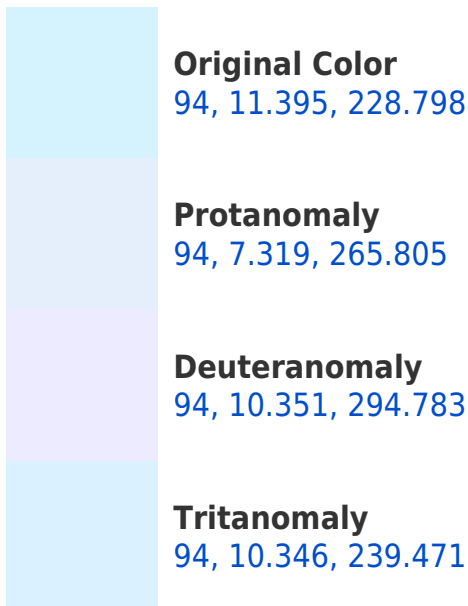 Original Color
94, 11.395, 228.798
Protanomaly
94, 7.319, 265.805
Deuteranomaly
94, 10.351, 294.783
Tritanomaly
94, 10.346, 239.471